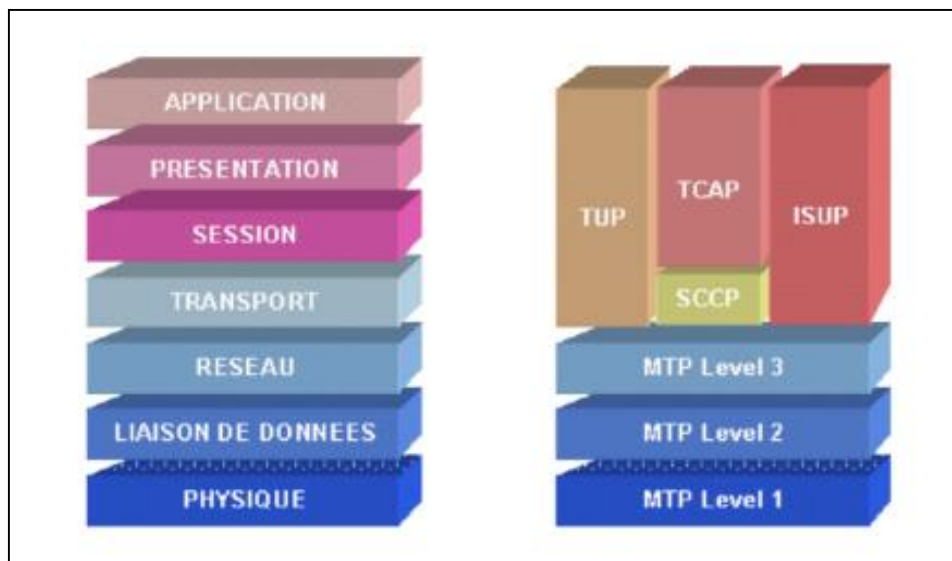 APPLICATION
PRESENTATION
SESSION
TRANSPORT
RESEAU
LIAISON DE DONNEES
PHYSIQUE
TUP
TCAP
ISUP
SCCP
MTP Level 3
MTP Level 2
MTP Level 1